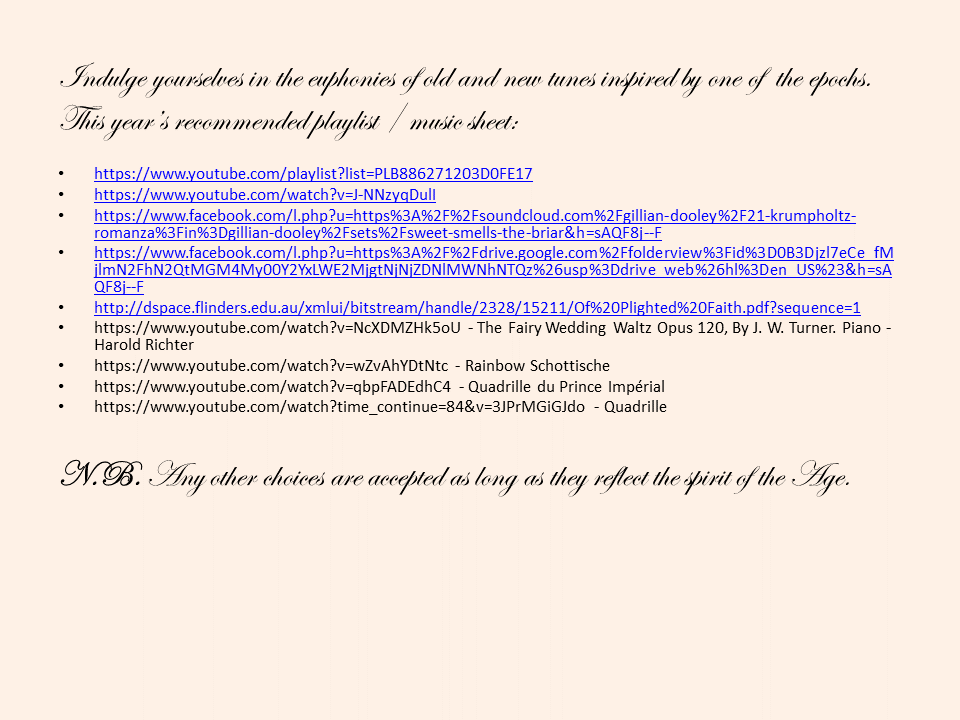 Indulge yourselves in the euphonies of old and new tunes inspired by one of the epochs.
This year's recommended playlist / music sheet:
• https://www.youtube.com/playlist?list=PLB886271203D0FE17
• https://www.youtube.com/watch?v=J-NNzyqDulI
• https://www.facebook.com/l.php?u=https%3A%2F%2Fsoundcloud.com%2Fgillian-dooley%2F21-krumpholtz-
romanza%3Fin%3Dgillian-dooley%2Fsets%2Fsweet-smells-the-briar&h=sAQF8j--F
• https://www.facebook.com/l.php?u=https%3A%2F%2Fdrive.google.com%2Ffolderview%3Fid%3D0B3Djzl7eCe_fM
jlmN2FhN2QtMGM4My00Y2YxLWE2MjgtNjNjZDNlMWNhNTQz%26usp%3Ddrive_web%26hl%3Den_US%23&h=sA
QF8j--F
• http://dspace.flinders.edu.au/xmlui/bitstream/handle/2328/15211/Of%20Plighted%20Faith.pdf?sequence=1
• https://www.youtube.com/watch?v=NcXDMZHk5oU - The Fairy Wedding Waltz Opus 120, By J. W. Turner. Piano -
Harold Richter
• https://www.youtube.com/watch?v=wZvAhYDtNtc - Rainbow Schottische
• https://www.youtube.com/watch?v=qbpFADEdhC4 - Quadrille du Prince Impérial
• https://www.youtube.com/watch?time_continue=84&v=3JPrMGiGJdo - Quadrille
N.B. Any other choices are accepted as long as they reflect the spirit of the Age.